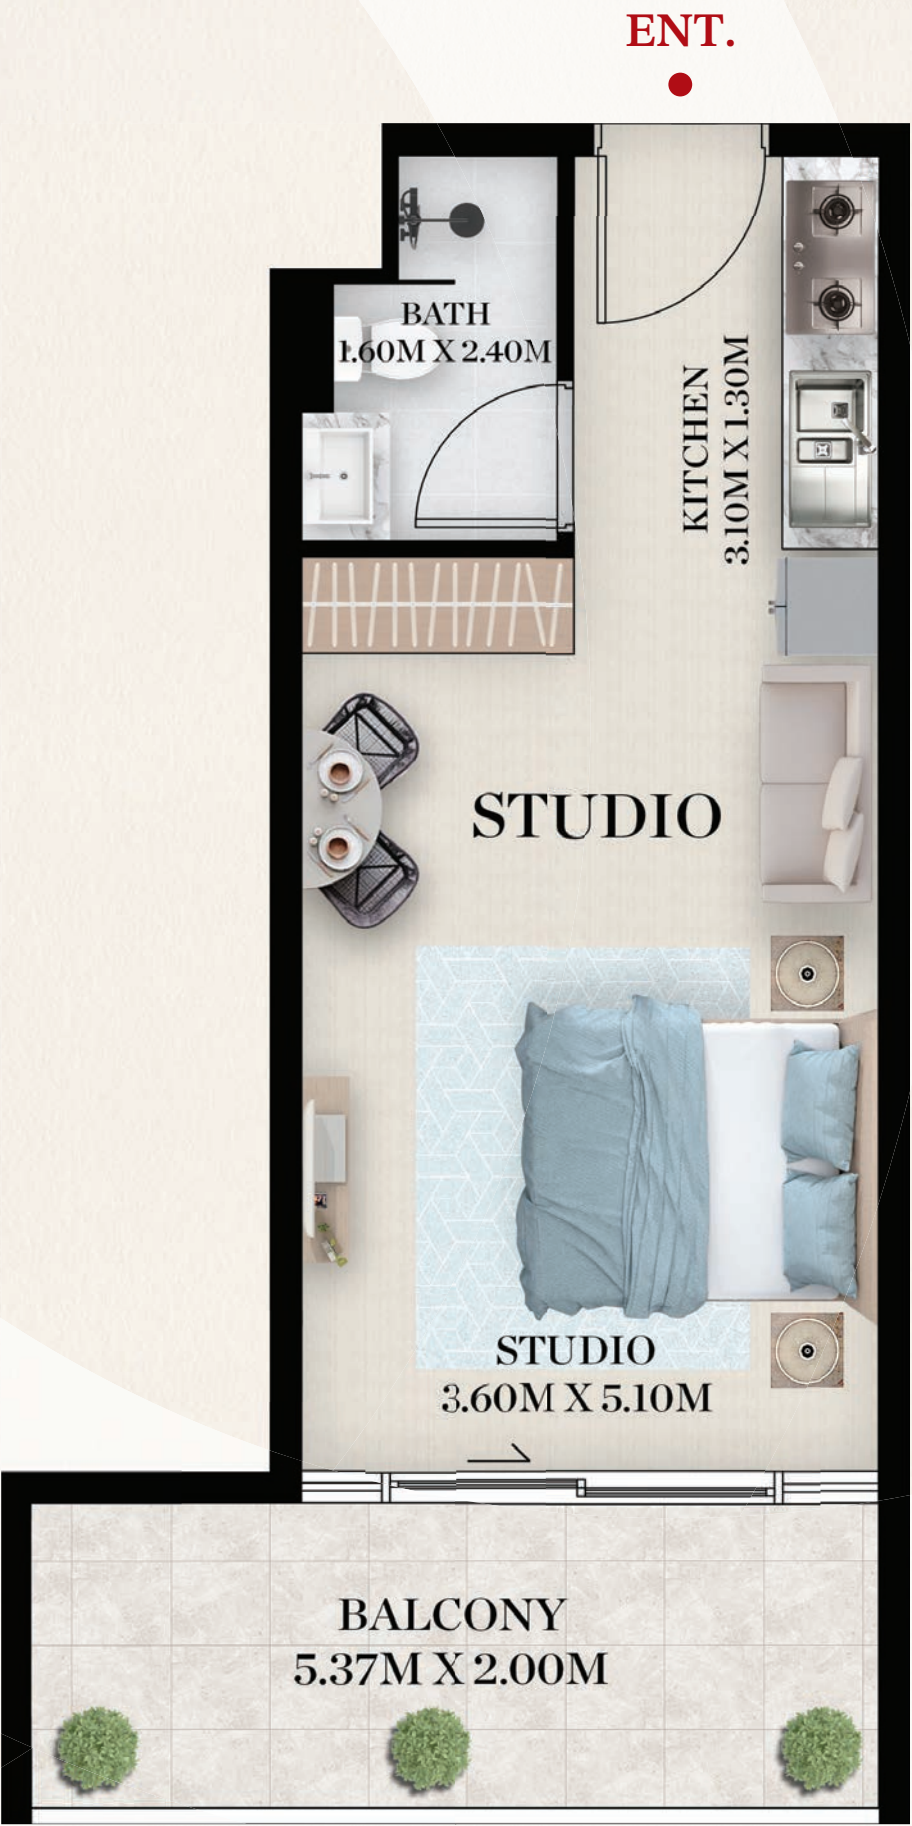 ENT.
BATH
1.60M X 2.40M
KITCHEN
3.10M X 1.30M
STUDIO
STUDIO
3.60M X 5.10M
BALCONY
5.37M X 2.00M